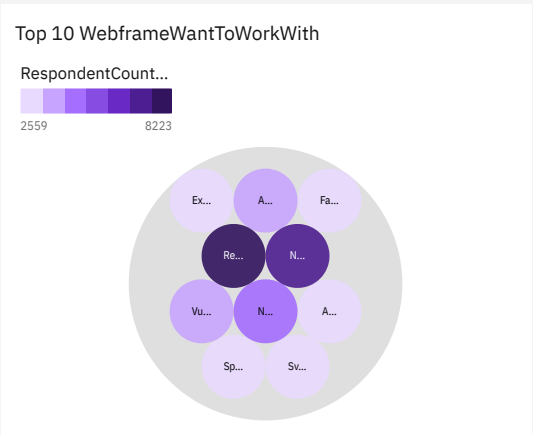 Top 10 WebframeWantToWorkWith
RespondentCount...
2559 8223
Ex... A... Fa...
Re... N...
Vu... N... A...
Sp... Sv...